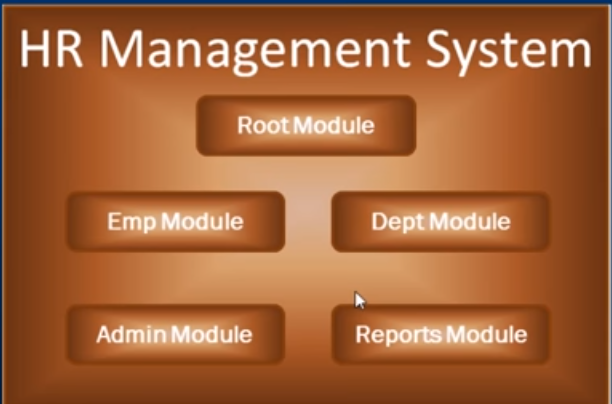 HR Management System
Root Module
Emp Module
Dept Module
Admin Module
Reports Module